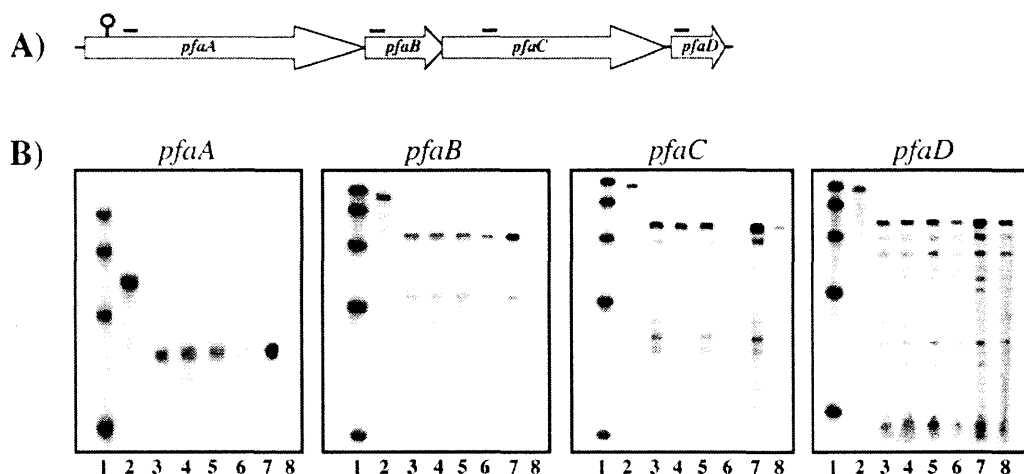 A)
pfaA pfaB pfaC pfaD
B)
pfaA pfaB pfaC pfaD
1 2 3 4 5 6 7 8 1 2 3 4 5 6 7 8 1 2 3 4 5 6 7 8 1 2 3 4 5 6 7 8